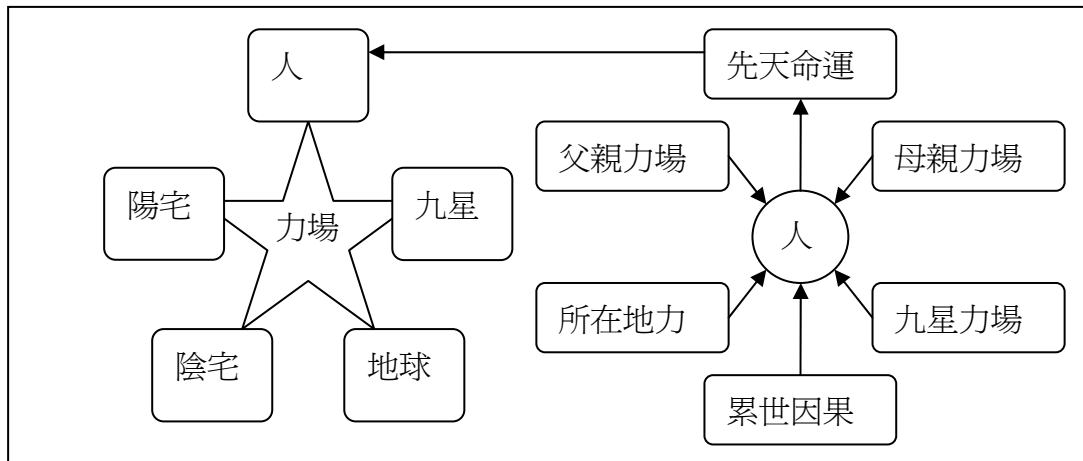 人
先天命運
父親力場
母親力場
陽宅
九星
力場
人
所在地力
九星力場
陰宅
地球
累世因果